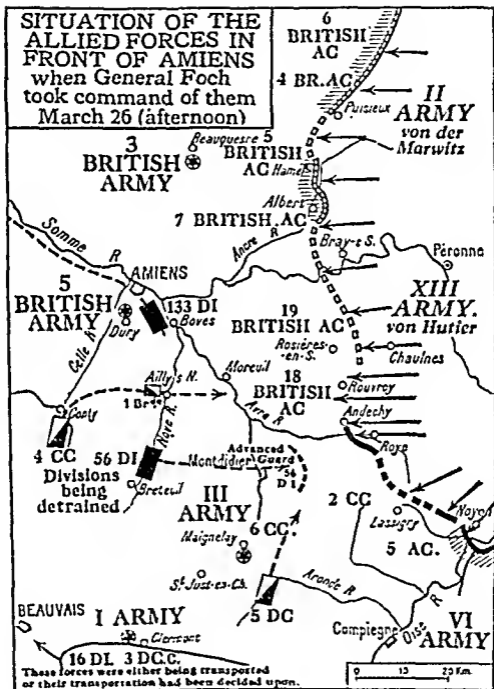 SITUATION OF THE
ALLIED FORCES IN
FRONT OF AMIENS
when General Foch
took command of them
March 26 (afternoon)
6
BRITISH
AC
4 BR. AC
Puisieux
II
ARMY
von der
Marwitz
Beauquesne
3
BRITISH
ARMY
5
BRITISH
AC
Hamel
Albert
7 BRITISH. AC
Ancre R
Bray-s S.
Péronne
Somme
R
AMIENS
5
BRITISH
ARMY
Dury
133 DI
Boves
Celle R
19
BRITISH AC
Rosières-
en-S.
XIII
ARMY.
von Hutier
Chaulnes
Moreuil
18
BRITISH
AC
Rouvroy
Ailly s N.
1 Brde
Conty
4 CC
Divisions
being
detrained
Avre R
Andechy
Roye
56 DI
Noye R.
Breteuil
Montdidier
Advanced
Guard
56
DI
III
ARMY
Maignelay
6 CC.
2 CC
Lassigny
Noyon
5 AC.
St Just-en-Ch.
5 DC
Aronde R
Compiegne
Oise
R
VI
ARMY
BEAUVAIS
I ARMY
Clermont
16 DI. 3 D.C.C.
These forces were either being transported
or their transportation had been decided upon.
0 10 20 Km.